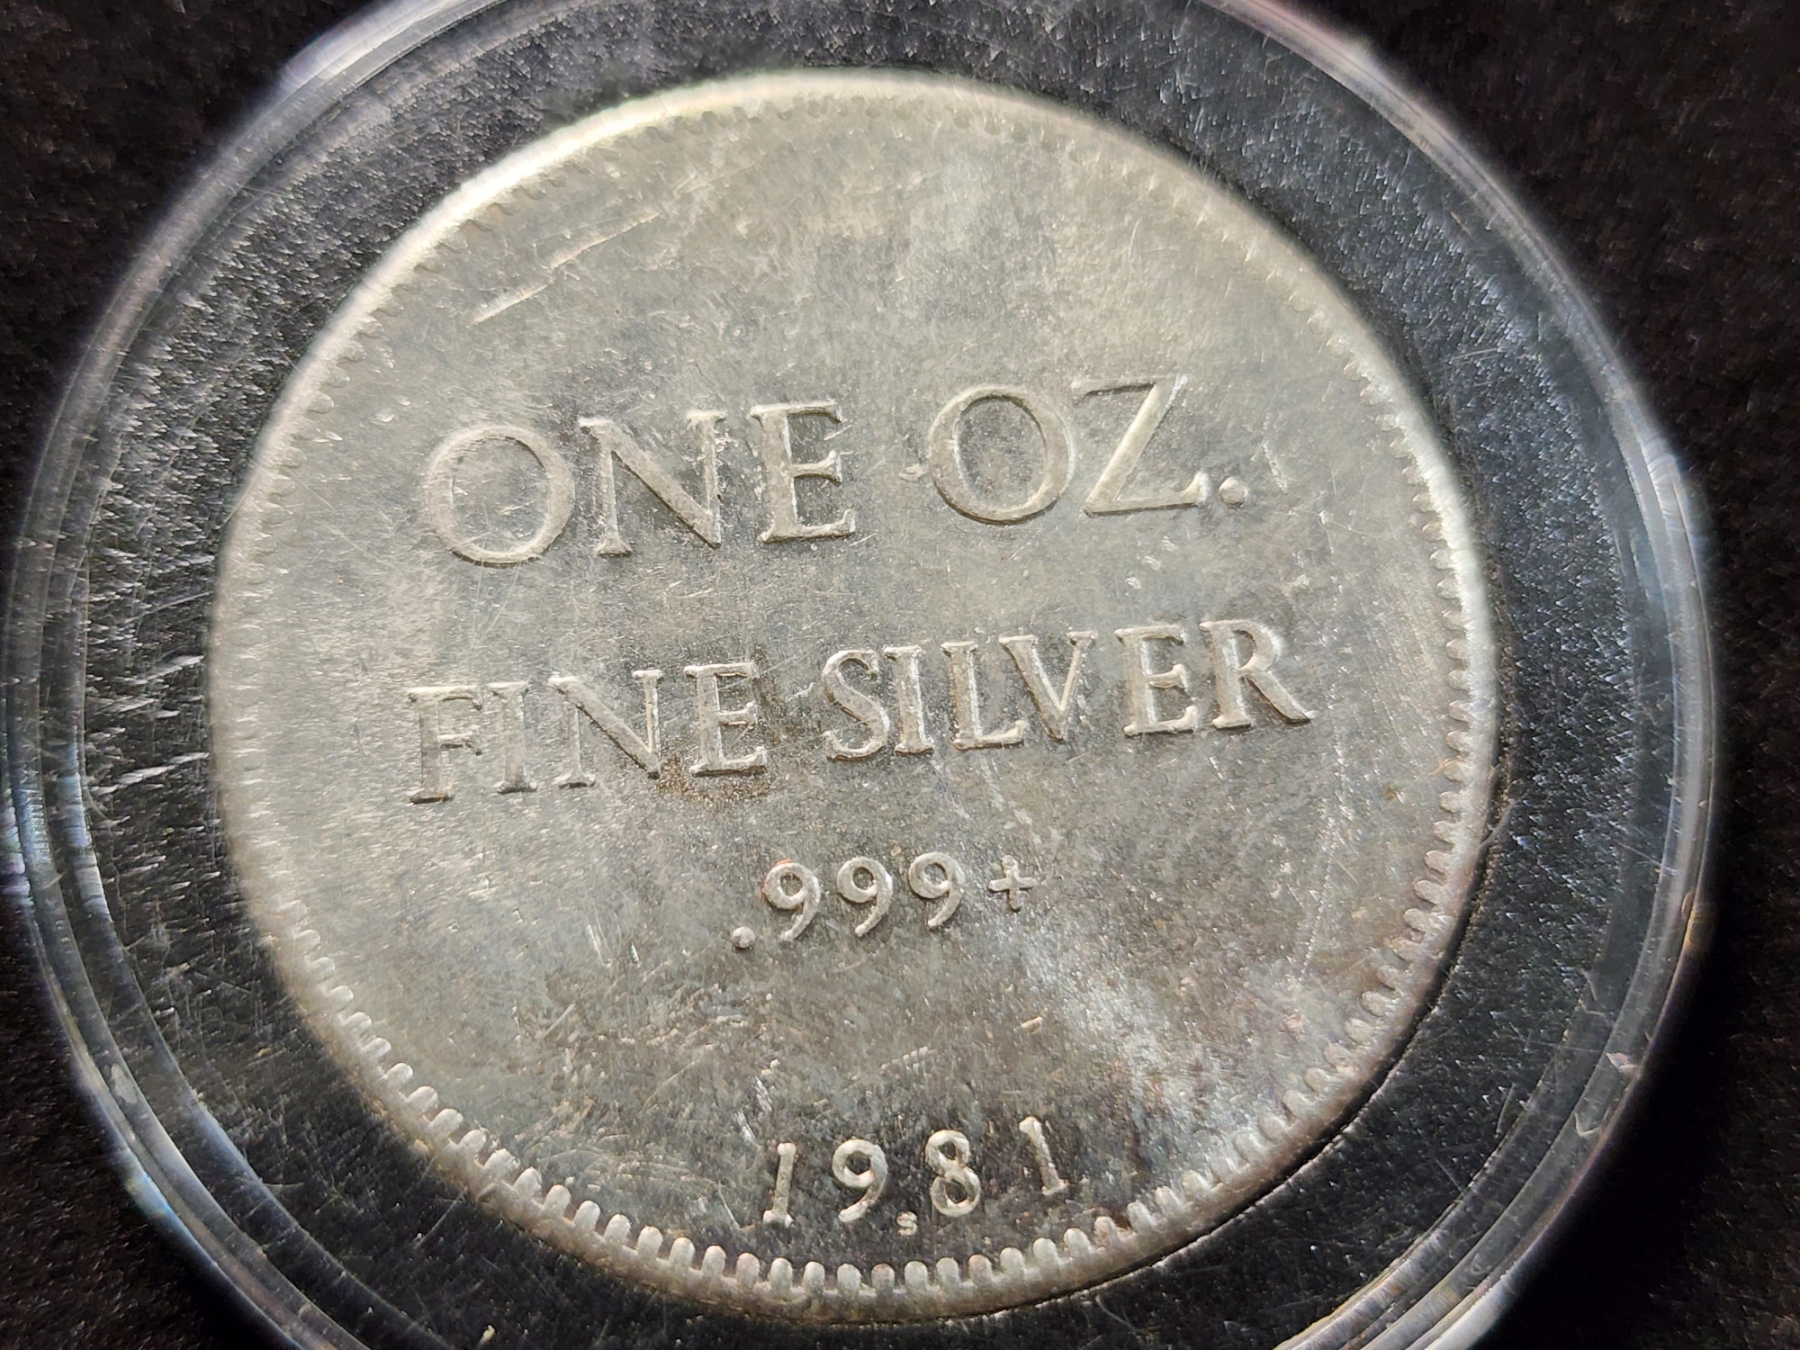 ONE OZ.
FINE SILVER
.999+
1981
S